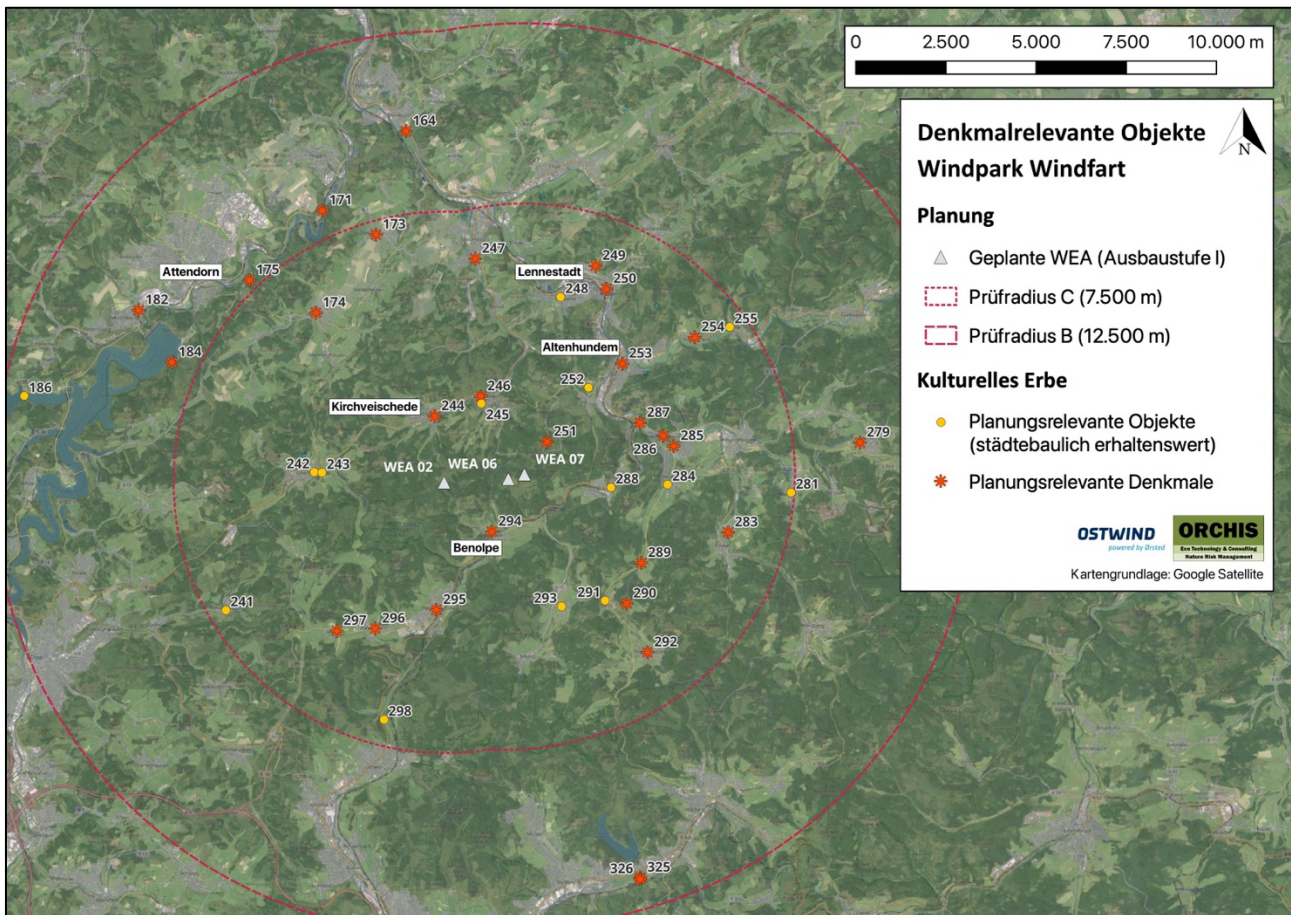 0 2.500 5.000 7.500 10.000 m
Denkmalrelevante Objekte
Windpark Windfart
N
Planung
Geplante WEA (Ausbaustufe I)
Prüfradius C (7.500 m)
Prüfradius B (12.500 m)
Kulturelles Erbe
Planungsrelevante Objekte
(städtebaulich erhaltenswert)
Planungsrelevante Denkmale
OSTWIND
powered by Ørsted
ORCHIS
Eco Technology & Consulting
Nature Risk Management
Kartengrundlage: Google Satellite
164
171
173
247
249
Attendorn
175
Lennestadt
248
250
182
174
254
255
Altenhundem
253
184
186
252
246
245
Kirchveischede
244
287
251
285
286
279
242
243
WEA 02
WEA 06
WEA 07
288
284
281
294
283
Benolpe
289
241
295
293
291
290
297
296
292
298
326
325